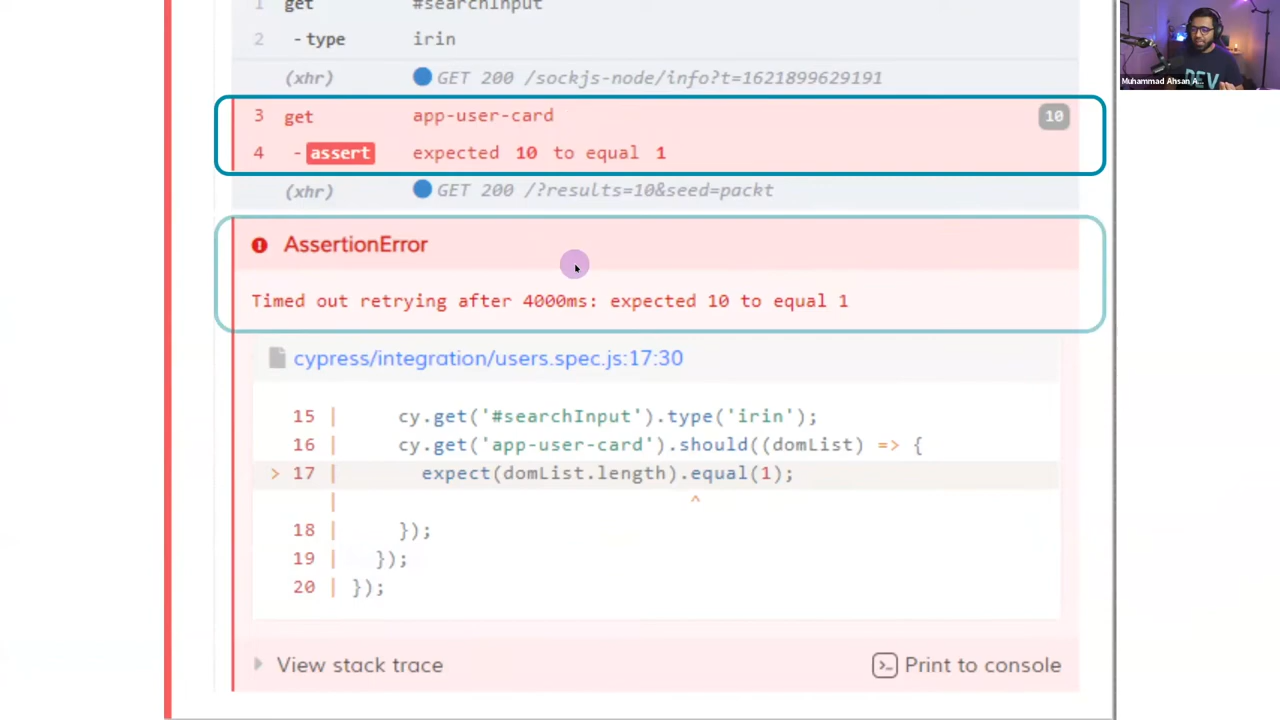 1 get #searchInput
2 -type irin
(xhr) GET 200 /sockjs-node/info?t=1621899629191
3 get app-user-card 10
4 -assert expected 10 to equal 1
(xhr) GET 200 /?results=10&seed=packt
AssertionError
Timed out retrying after 4000ms: expected 10 to equal 1
cypress/integration/users.spec.js:17:30
15 | cy.get('#searchInput').type('irin');
16 | cy.get('app-user-card').should((domList) => {
> 17 | expect(domList.length).equal(1);
| ^
18 | });
19 | });
20 | });
View stack trace
Print to console
Muhammad Ahsan A...
DEV